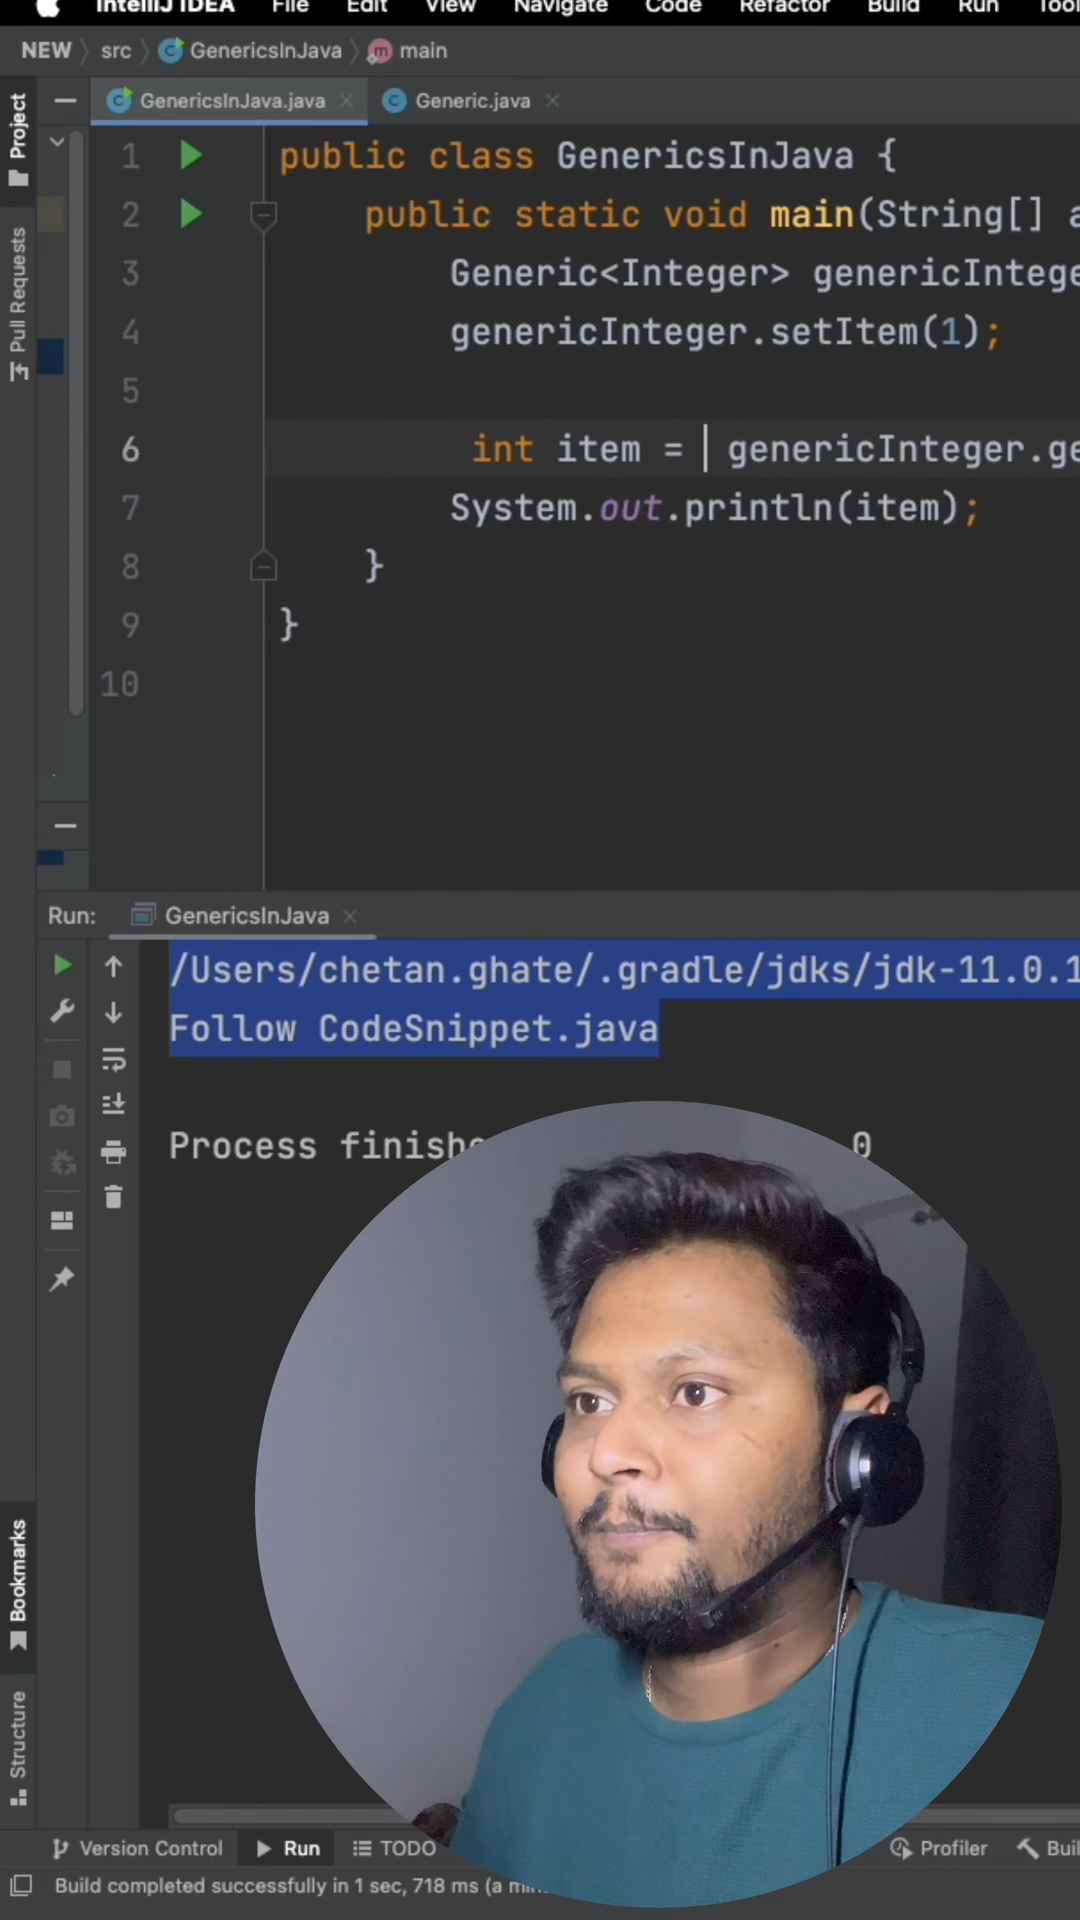 IntelliJ IDEA File Edit View Navigate Code Refactor Build Run
NEW src GenericsInJava main
GenericsInJava.java Generic.java
Project
Pull Requests
1 public class GenericsInJava {
2 public static void main(String[]
3 Generic<Integer>
4 genericInteger.setItem(1);
5
6 int item = genericInteger.
7 System.out.println(item);
8 }
9 }
10
Run: GenericsInJava
/Users/chetan.ghate/.gradle/jdks/jdk-11.0.1
Follow CodeSnippet.java
Process 0
Bookmarks
Structure
Version Control Run TODO Profiler
Build completed successfully in 1 sec, 718 ms (a